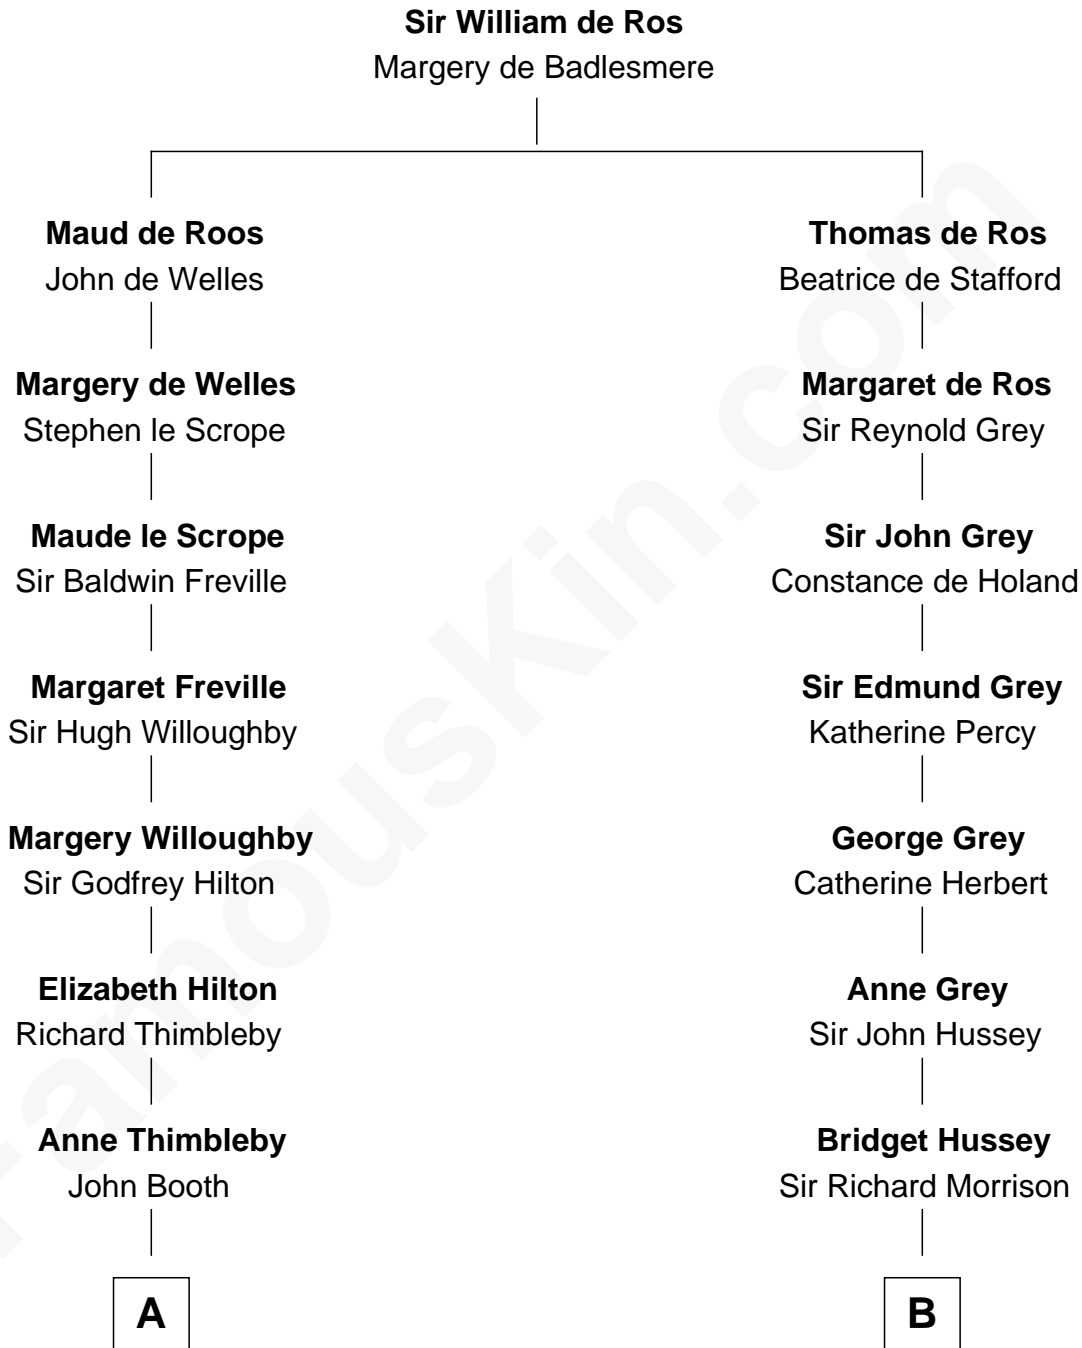 Sir William de Ros
Margery de Badlesmere
Maud de Roos
John de Welles
Thomas de Ros
Beatrice de Stafford
Margery de Welles
Stephen le Scrope
Margaret de Ros
Sir Reynold Grey
Maude le Scrope
Sir Baldwin Freville
Sir John Grey
Constance de Holand
Margaret Freville
Sir Hugh Willoughby
Sir Edmund Grey
Katherine Percy
Margery Willoughby
Sir Godfrey Hilton
George Grey
Catherine Herbert
Elizabeth Hilton
Richard Thimbleby
Anne Grey
Sir John Hussey
Anne Thimbleby
John Booth
Bridget Hussey
Sir Richard Morrison
A
B
FamousKin.com